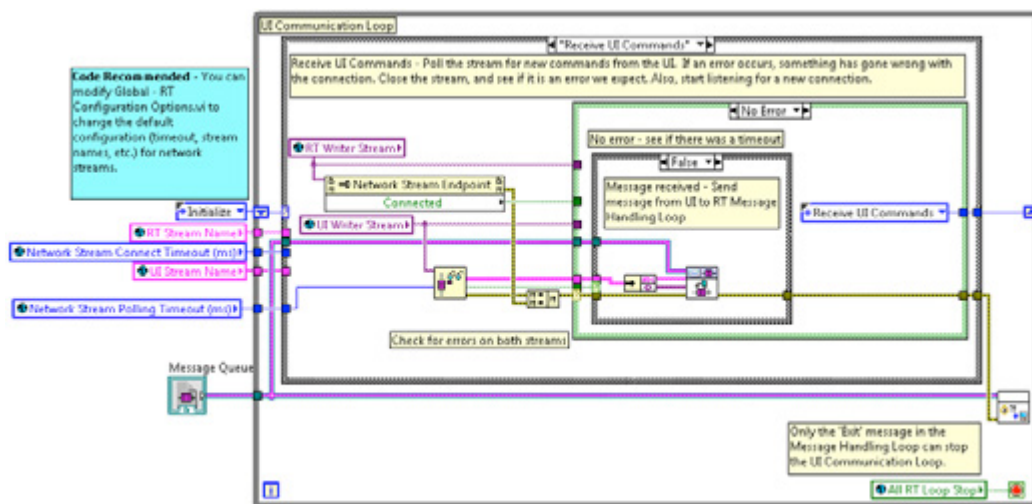 UI Communication Loop
"Receive UI Commands"
Receive UI Commands - Poll the stream for new commands from the UI. If an error occurs, something has gone wrong with
the connection. Close the stream, and see if it is an error we expect. Also, start listening for a new connection.
Code Recommended - You can
modify Global - RT
Configuration Options.vi to
change the default
configuration (timeout, stream
names, etc.) for network
streams.
No Error
No error - see if there was a timeout
RT Writer Stream
False
Network Stream Endpoint
Connected
Message received - Send
message from UI to RT Message
Handling Loop
Initialize
Receive UI Commands
UI Writer Stream
RT Stream Name
Network Stream Connect Timeout (ms)
UI Stream Name
Network Stream Polling Timeout (ms)
Check for errors on both streams
Message Queue
Only the 'Exit' message in the
Message Handling Loop can stop
the UI Communication Loop.
i
All RT Loop Stop